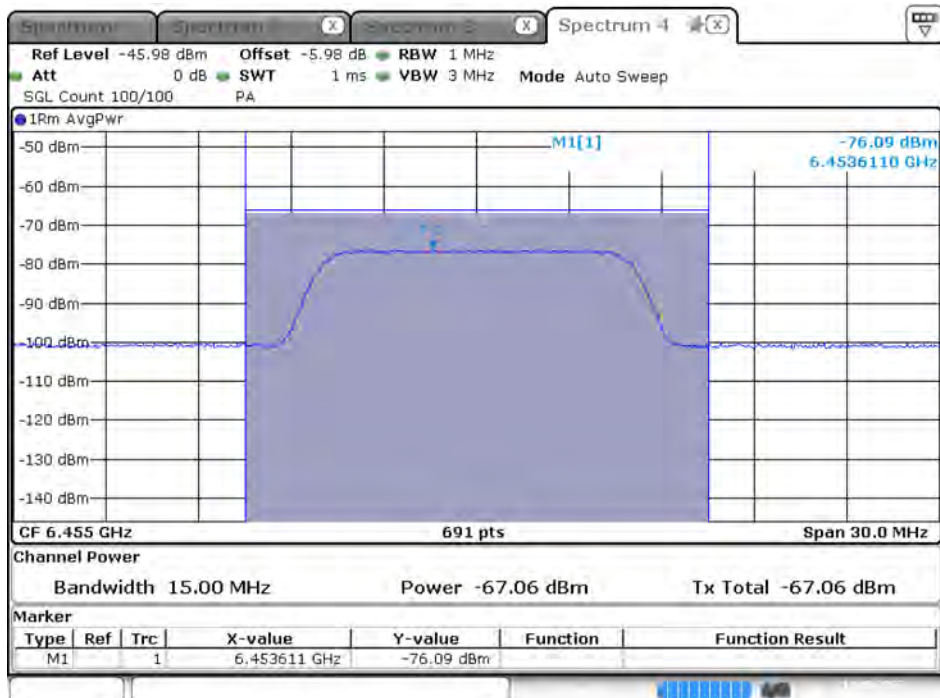 Spectrum 4
Ref Level -45.98 dBm Offset -5.98 dB RBW 1 MHz
Att 0 dB SWT 1 ms VBW 3 MHz Mode Auto Sweep
SGL Count 100/100 PA
1Rm AvgPwr
M1[1] -76.09 dBm
6.4536110 GHz
-50 dBm
-60 dBm
-70 dBm
-80 dBm
-90 dBm
-100 dBm
-110 dBm
-120 dBm
-130 dBm
-140 dBm
CF 6.455 GHz 691 pts Span 30.0 MHz
Channel Power
Bandwidth 15.00 MHz Power -67.06 dBm Tx Total -67.06 dBm
Marker
Type Ref Trc X-value Y-value Function Function Result
M1 1 6.453611 GHz -76.09 dBm